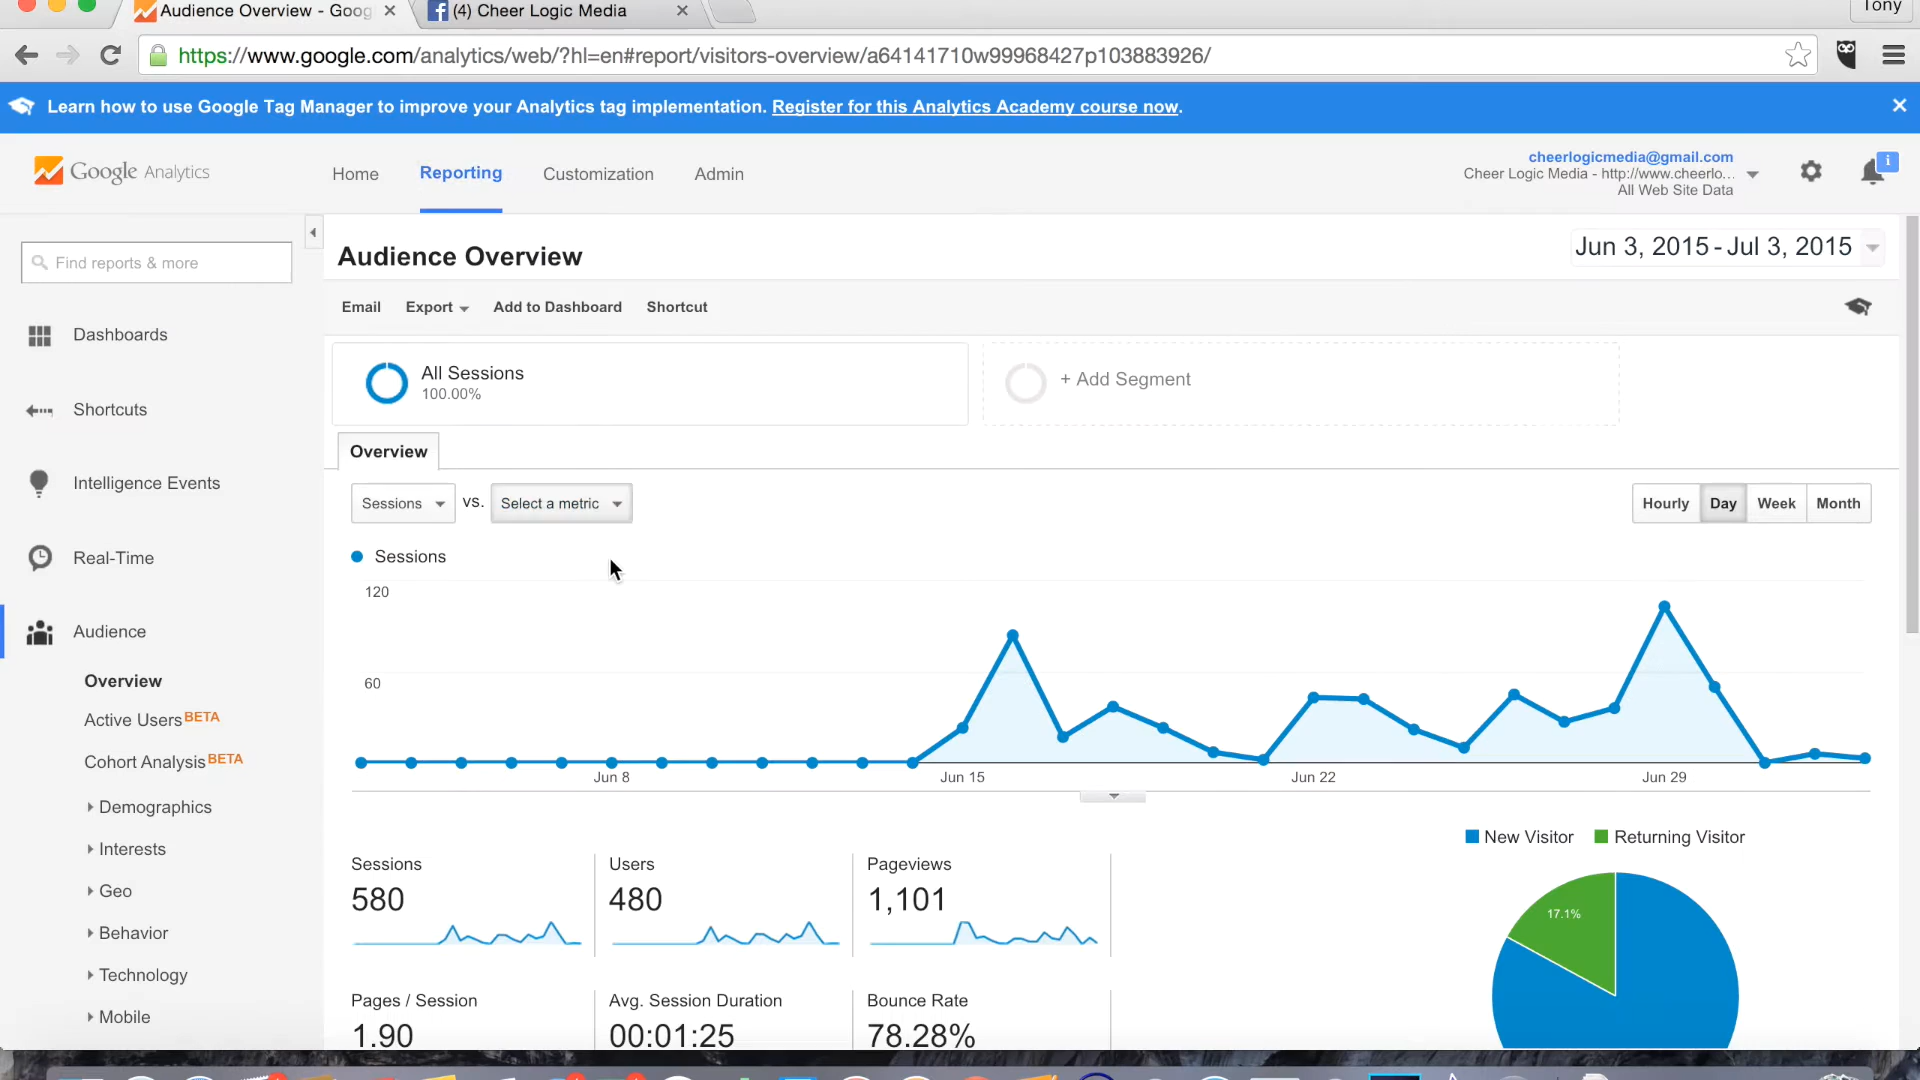 Audience Overview - Goog
(4) Cheer Logic Media
Tony
https://www.google.com/analytics/web/?hl=en#report/visitors-overview/a64141710w99968427p103883926/
Learn how to use Google Tag Manager to improve your Analytics tag implementation. Register for this Analytics Academy course now.
Google Analytics
Home
Reporting
Customization
Admin
cheerlogicmedia@gmail.com
Cheer Logic Media - http://www.cheerlo...
All Web Site Data
Find reports & more
Dashboards
Shortcuts
Intelligence Events
Real-Time
Audience
Overview
Active Users BETA
Cohort Analysis BETA
Demographics
Interests
Geo
Behavior
Technology
Mobile
Audience Overview
Jun 3, 2015 - Jul 3, 2015
Email
Export
Add to Dashboard
Shortcut
All Sessions
100.00%
+ Add Segment
Overview
Sessions
vs.
Select a metric
Hourly
Day
Week
Month
Sessions
120
60
Jun 8
Jun 15
Jun 22
Jun 29
New Visitor
Returning Visitor
17.1%
Sessions
580
Users
480
Pageviews
1,101
Pages / Session
1.90
Avg. Session Duration
00:01:25
Bounce Rate
78.28%